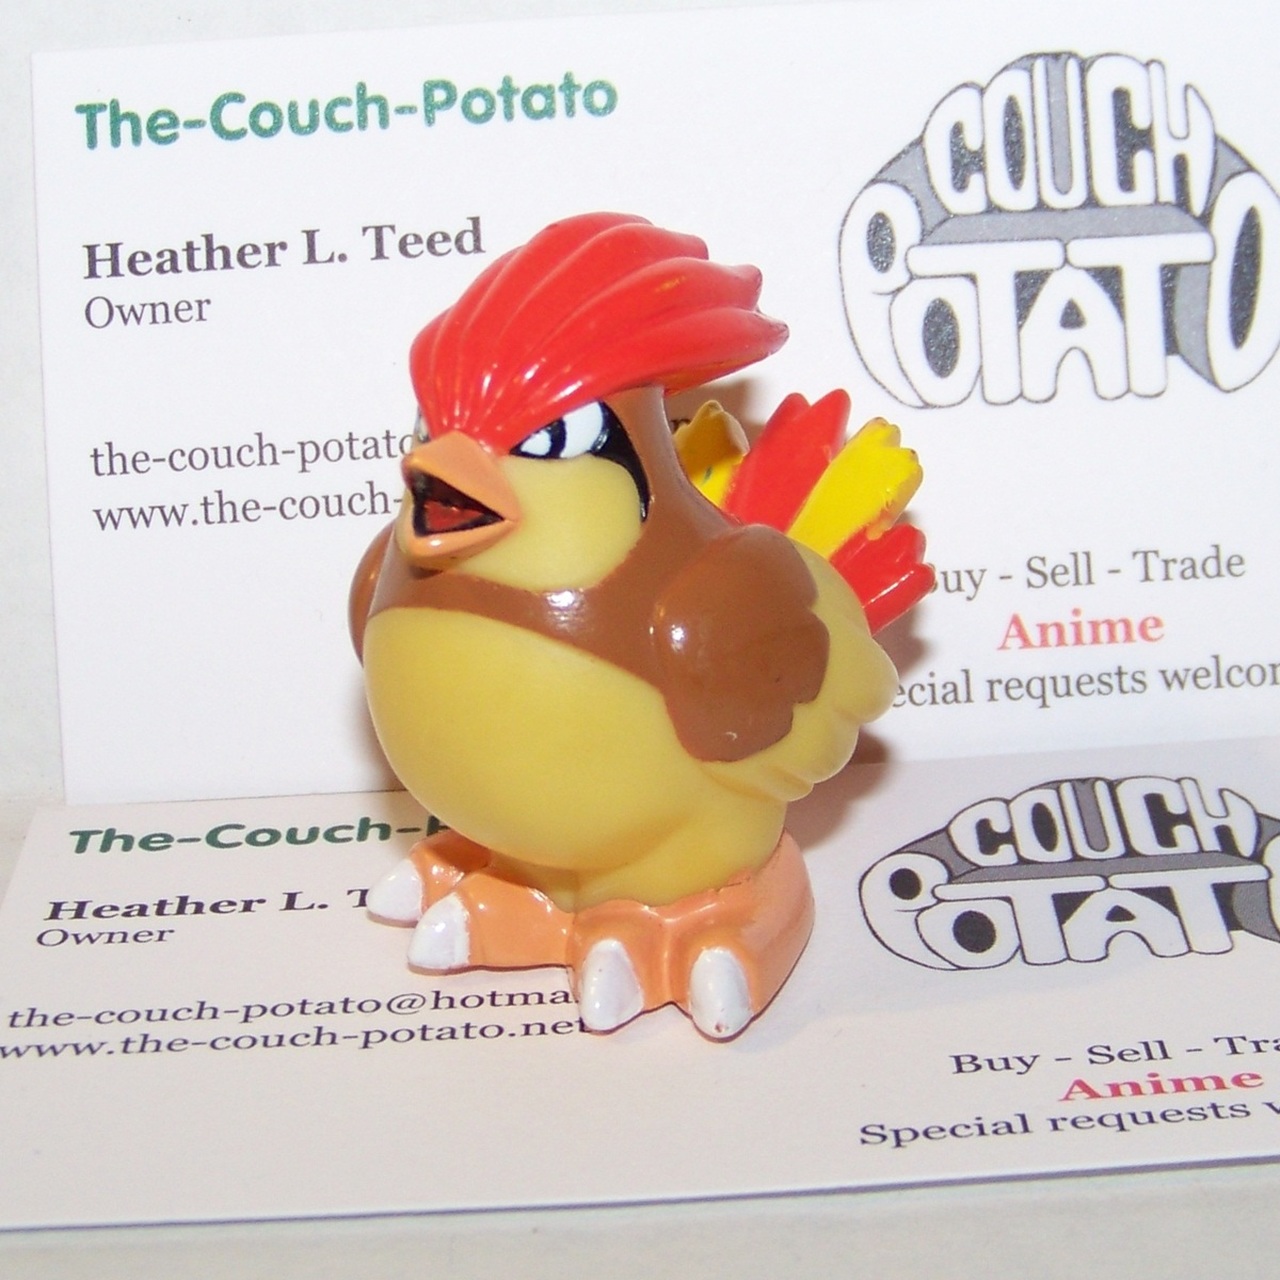 The-Couch-Potato
COUCH
POTATO
Heather L. Teed
Owner
the-couch-potato
www.the-couch-
Buy - Sell - Trade
Anime
ecial requests welcom
The-Couch-P
COUCH
POTATO
Heather L. T
Owner
the-couch-potato@hotma
www.the-couch-potato.net
Buy - Sell - Tra
Anime
Special requests w